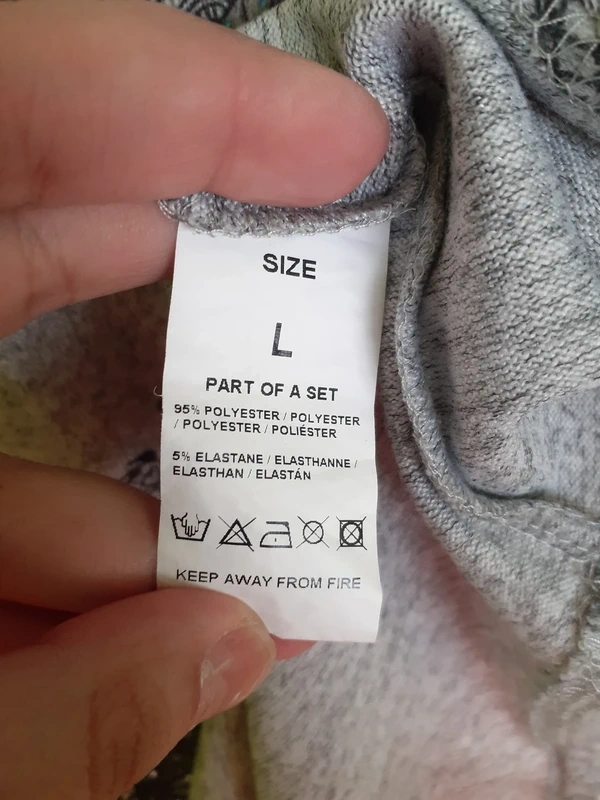 SIZE
L
PART OF A SET
95% POLYESTER / POLYESTER
/ POLYESTER / POLIÉSTER
5% ELASTANE / ELASTHANNE /
ELASTHAN / ELASTÁN
KEEP AWAY FROM FIRE